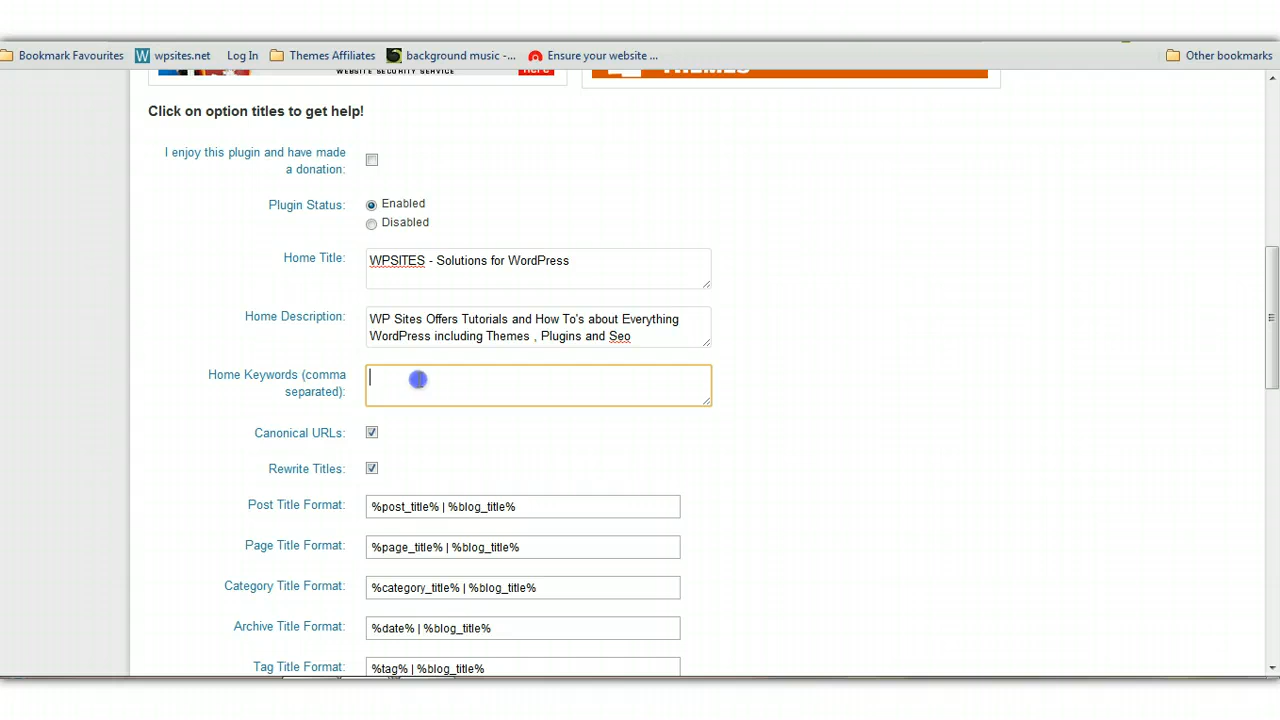 Bookmark Favourites wpsites.net Log In Themes Affiliates background music -... Ensure your website ... Other bookmarks
WEBSITE SECURITY SERVICE
Click on option titles to get help!
I enjoy this plugin and have made
a donation:
Plugin Status: Enabled
Disabled
Home Title: WPSITES - Solutions for WordPress
Home Description: WP Sites Offers Tutorials and How To's about Everything
WordPress including Themes , Plugins and Seo
Home Keywords (comma
separated):
Canonical URLs:
Rewrite Titles:
Post Title Format: %post_title% | %blog_title%
Page Title Format: %page_title% | %blog_title%
Category Title Format: %category_title% | %blog_title%
Archive Title Format: %date% | %blog_title%
Tag Title Format: %tag% | %blog_title%